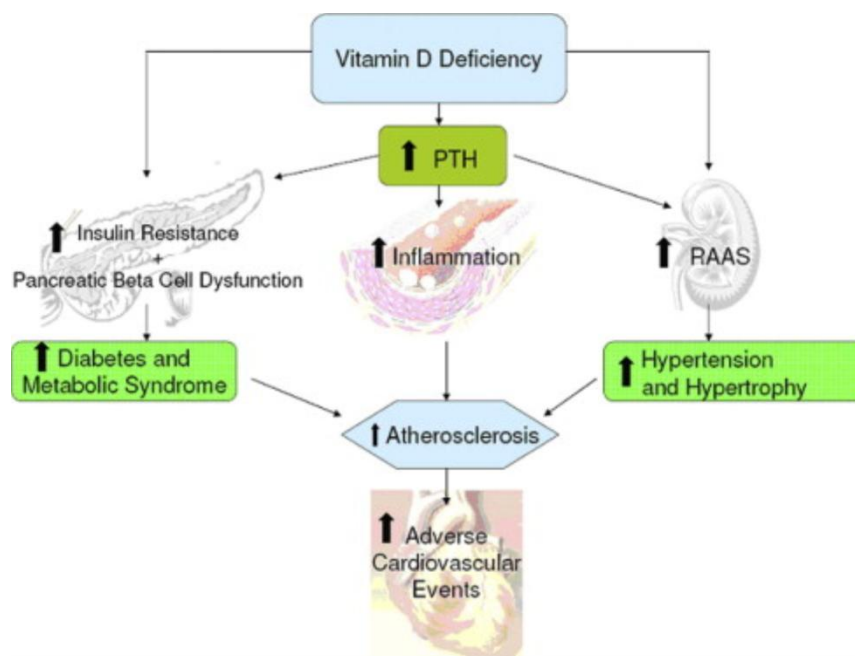 Vitamin D Deficiency
PTH
Insulin Resistance
+
Pancreatic Beta Cell Dysfunction
Inflammation
RAAS
Diabetes and
Metabolic Syndrome
Hypertension
and Hypertrophy
Atherosclerosis
Adverse
Cardiovascular
Events